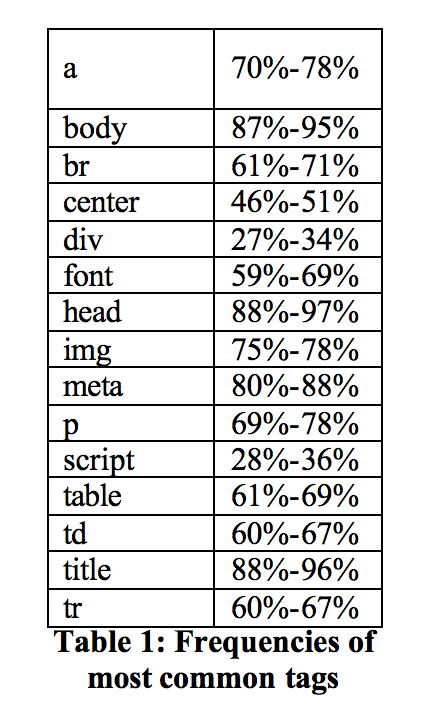 a 70%-78%
body 87%-95%
br 61%-71%
center 46%-51%
div 27%-34%
font 59%-69%
head 88%-97%
img 75%-78%
meta 80%-88%
p 69%-78%
script 28%-36%
table 61%-69%
td 60%-67%
title 88%-96%
tr 60%-67%
Table 1: Frequencies of
most common tags